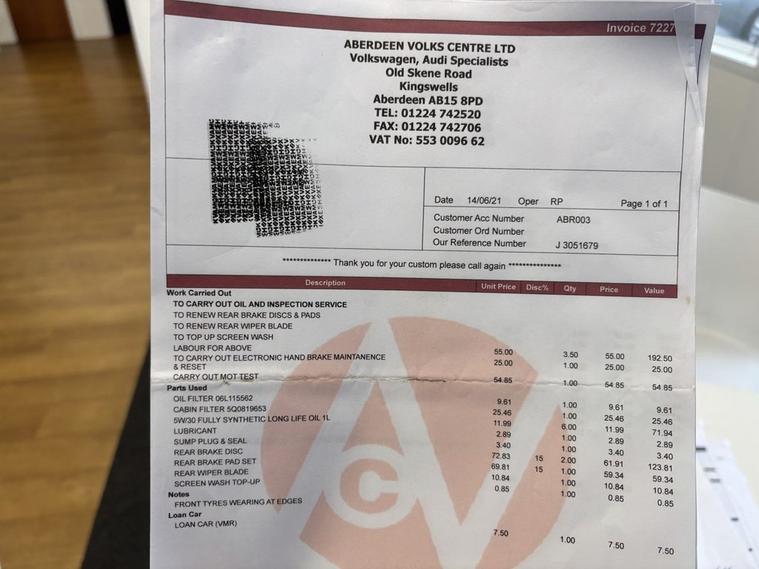 Invoice 7227
ABERDEEN VOLKS CENTRE LTD
Volkswagen, Audi Specialists
Old Skene Road
Kingswells
Aberdeen AB15 8PD
TEL: 01224 742520
FAX: 01224 742706
VAT No: 553 0096 62
Date 14/06/21 Oper RP Page 1 of 1
Customer Acc Number ABR003
Customer Ord Number
Our Reference Number J 3051679
************** Thank you for your custom please call again ***************
Description Unit Price Disc% Qty Price Value
Work Carried Out
TO CARRY OUT OIL AND INSPECTION SERVICE
TO RENEW REAR BRAKE DISCS & PADS
TO RENEW REAR WIPER BLADE
TO TOP UP SCREEN WASH
LABOUR FOR ABOVE 55.00 3.50 55.00 192.50
TO CARRY OUT ELECTRONIC HAND BRAKE MAINTANENCE 25.00 1.00 25.00 25.00
& RESET
CARRY OUT MOT TEST 54.85 1.00 54.85 54.85
Parts Used
OIL FILTER 06L115562 9.61 1.00 9.61 9.61
CABIN FILTER 5Q0819653 25.46 1.00 25.46 25.46
5W/30 FULLY SYNTHETIC LONG LIFE OIL 1L 11.99 6.00 11.99 71.94
LUBRICANT 2.89 1.00 2.89 2.89
SUMP PLUG & SEAL 3.40 1.00 3.40 3.40
REAR BRAKE DISC 72.83 15 2.00 61.91 123.81
REAR BRAKE PAD SET 69.81 15 1.00 59.34 59.34
REAR WIPER BLADE 10.84 1.00 10.84 10.84
SCREEN WASH TOP-UP 0.85 1.00 0.85 0.85
Notes
FRONT TYRES WEARING AT EDGES
Loan Car
LOAN CAR (VMR) 7.50 1.00 7.50 7.50